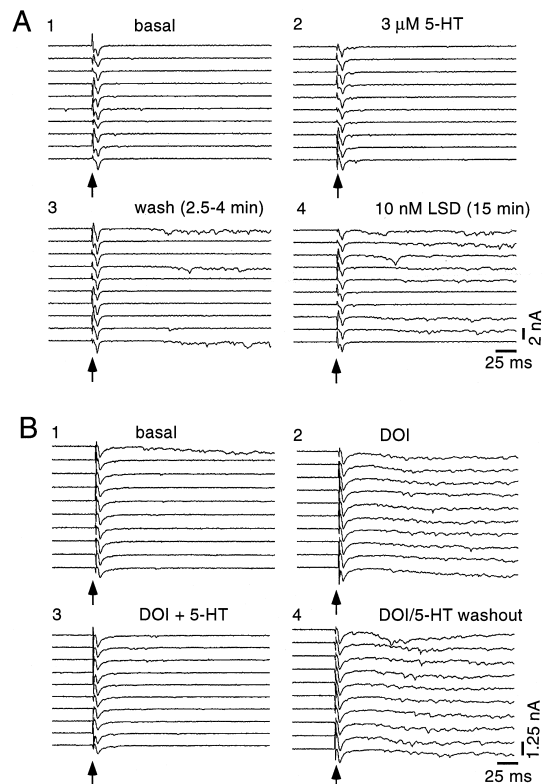 A
1 basal
2 3 μM 5-HT
3 wash (2.5-4 min)
4 10 nM LSD (15 min)
2 nA
25 ms
B
1 basal
2 DOI
3 DOI + 5-HT
4 DOI/5-HT washout
1.25 nA
25 ms